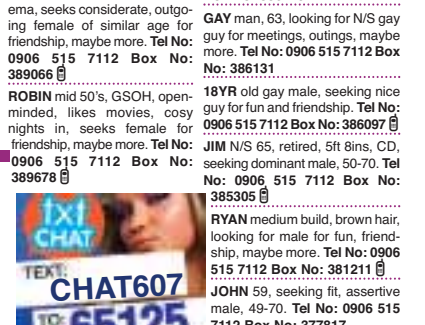 ema, seeks considerate, outgo-
ing female of similar age for
friendship, maybe more. Tel No:
0906 515 7112 Box No:
389066
ROBIN mid 50's, GSOH, open-
minded, likes movies, cosy
nights in, seeks female for
friendship, maybe more. Tel No:
0906 515 7112 Box No:
389678
txt
CHAT
TEXT:
CHAT607
TO: 65125
GAY man, 63, looking for N/S gay
guy for meetings, outings, maybe
more. Tel No: 0906 515 7112 Box
No: 386131
18YR old gay male, seeking nice
guy for fun and friendship. Tel No:
0906 515 7112 Box No: 386097
JIM N/S 65, retired, 5ft 8ins, CD,
seeking dominant male, 50-70. Tel
No: 0906 515 7112 Box No:
385305
RYAN medium build, brown hair,
looking for male for fun, friend-
ship, maybe more. Tel No: 0906
515 7112 Box No: 381211
JOHN 59, seeking fit, assertive
male, 49-70. Tel No: 0906 515
7112 Box No: 377817